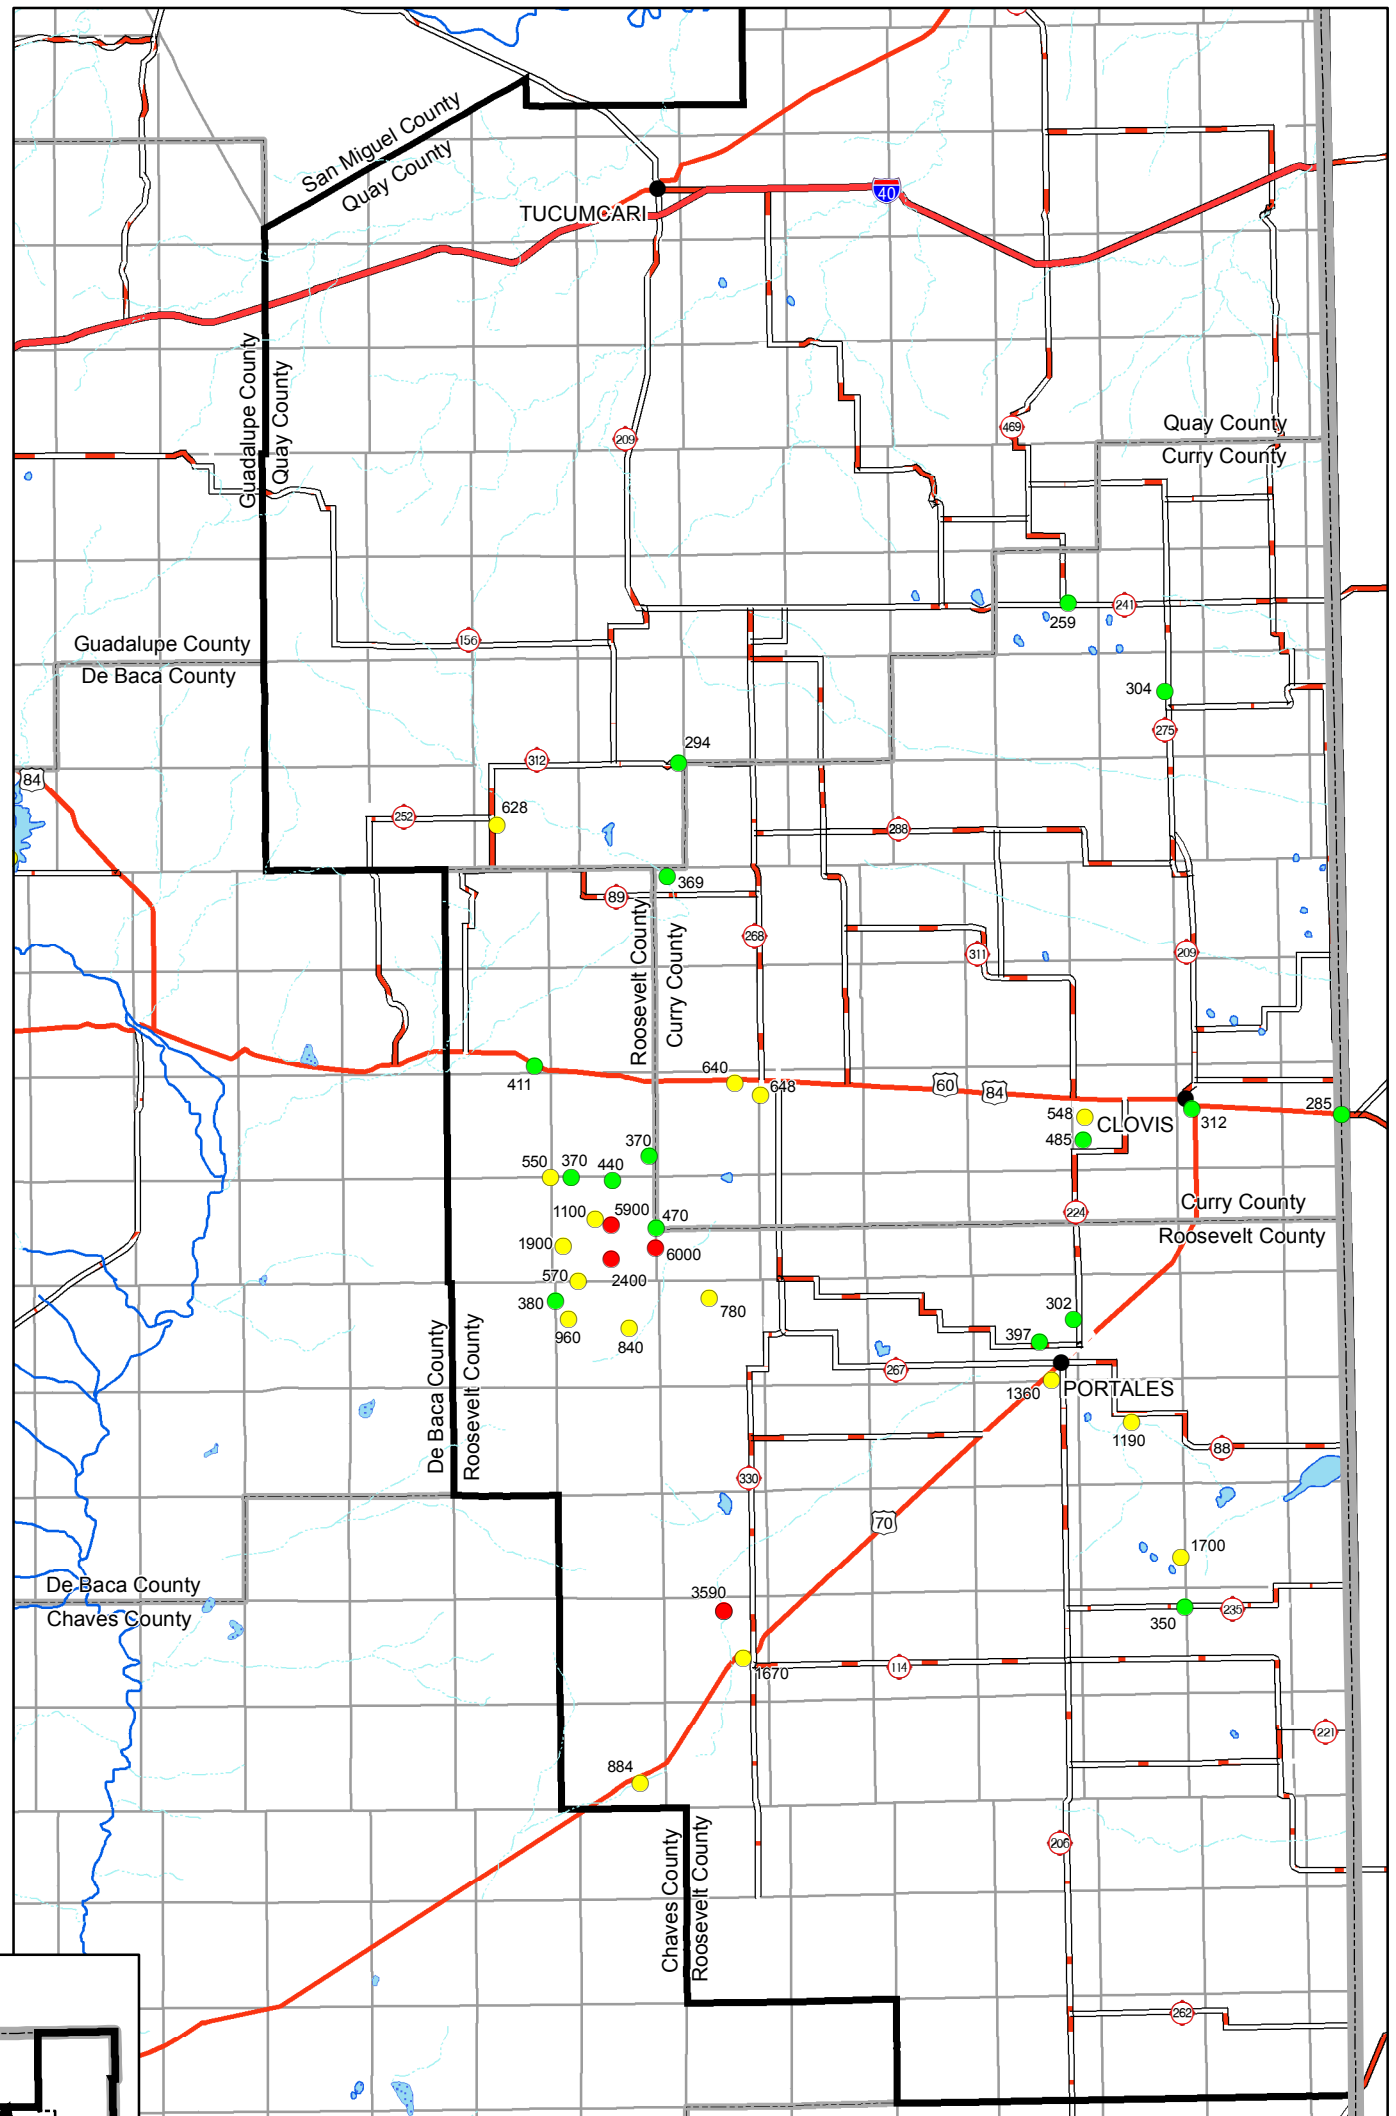 San Miguel County
Quay County
40
TUCUMCARI
Guadalupe County
Quay County
209
469
Quay County
Curry County
259
241
156
Guadalupe County
De Baca County
304
275
294
312
84
628
252
288
369
89
Roosevelt County
Curry County
268
311
209
411
640
648
60
84
548
CLOVIS
312
285
485
370
550
370
440
1100
5900
470
224
Curry County
Roosevelt County
1900
6000
570
2400
380
780
302
960
840
397
De Baca County
Roosevelt County
267
1360
PORTALES
1190
88
330
70
1700
De Baca County
Chaves County
3590
350
235
1670
114
221
884
Chaves County
Roosevelt County
206
262